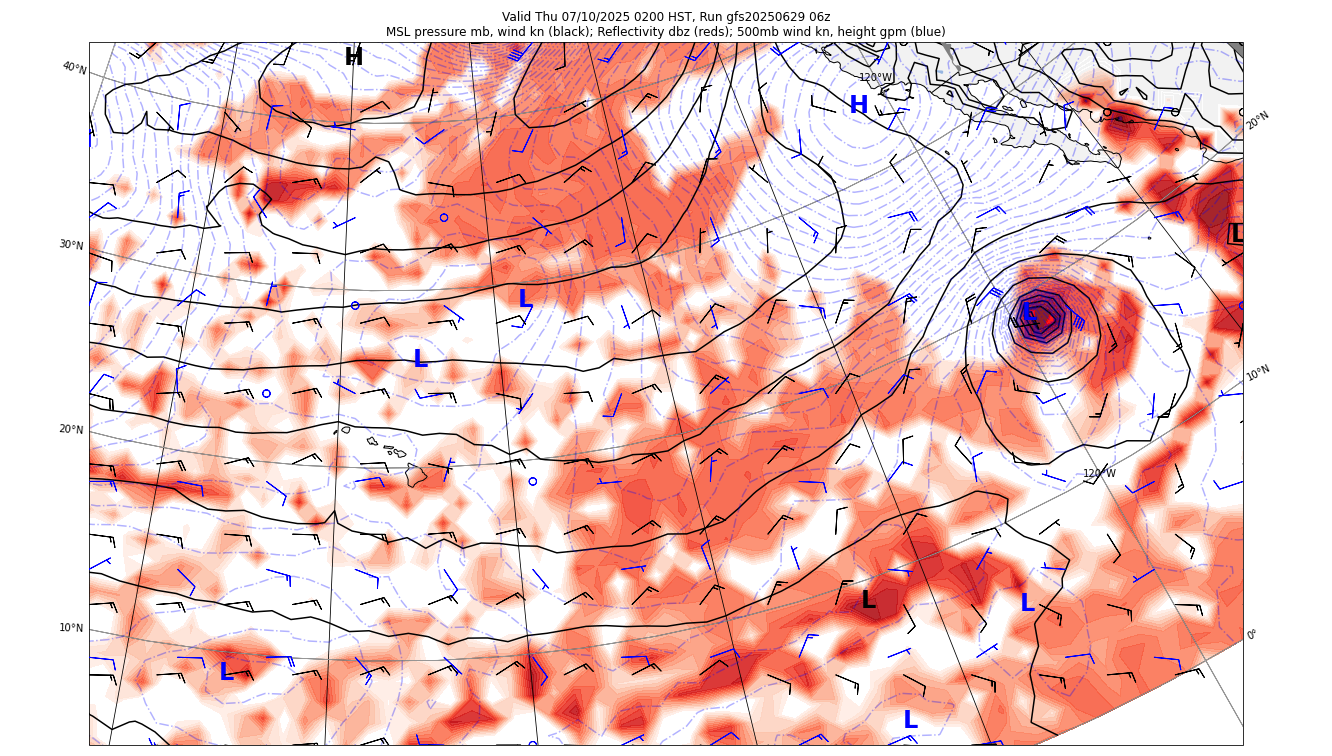 Valid Thu 07/10/2025 0200 HST, Run gfs20250629 06z
MSL pressure mb, wind kn (black); Reflectivity dbz (reds); 500mb wind kn, height gpm (blue)
H
40°N
120°W
H
20°N
L
30°N
L
L
L
10°N
20°N
120°W
L
L
10°N
0°
L
L